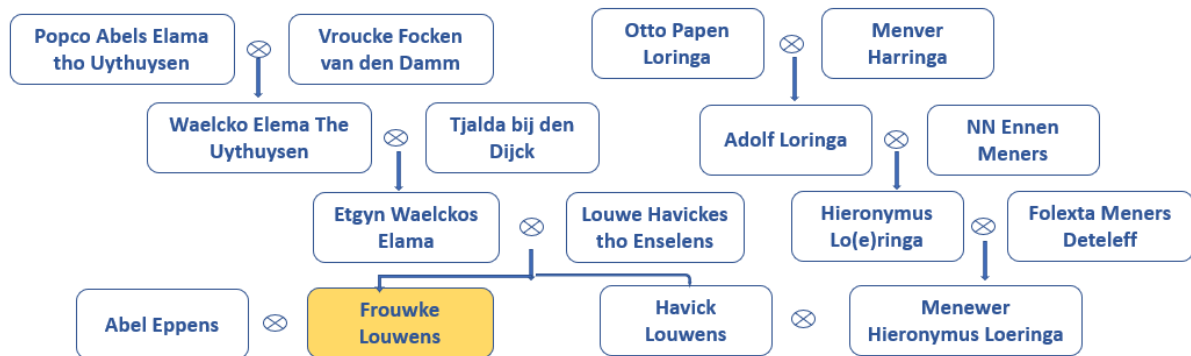 Popco Abels Elama
tho Uythuysen
Vroucke Focken
van den Damm
Otto Papen
Loringa
Menver
Harringa
Waelcko Elema The
Uythuysen
Tjalda bij den
Dijck
Adolf Loringa
NN Ennen
Meners
Etgyn Waelckos
Elama
Louwe Havickes
tho Enselens
Hieronymus
Lo(e)ringa
Folexta Meners
Deteleff
Abel Eppens
Frouwke
Louwens
Havick
Louwens
Menewer
Hieronymus Loeringa